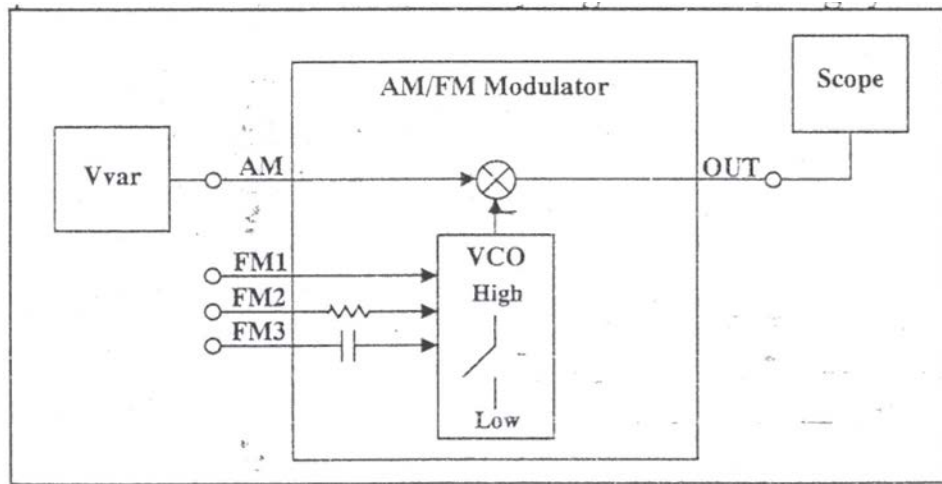 AM/FM Modulator
Scope
Vvar
AM
OUT
FM1
FM2
FM3
VCO
High
Low